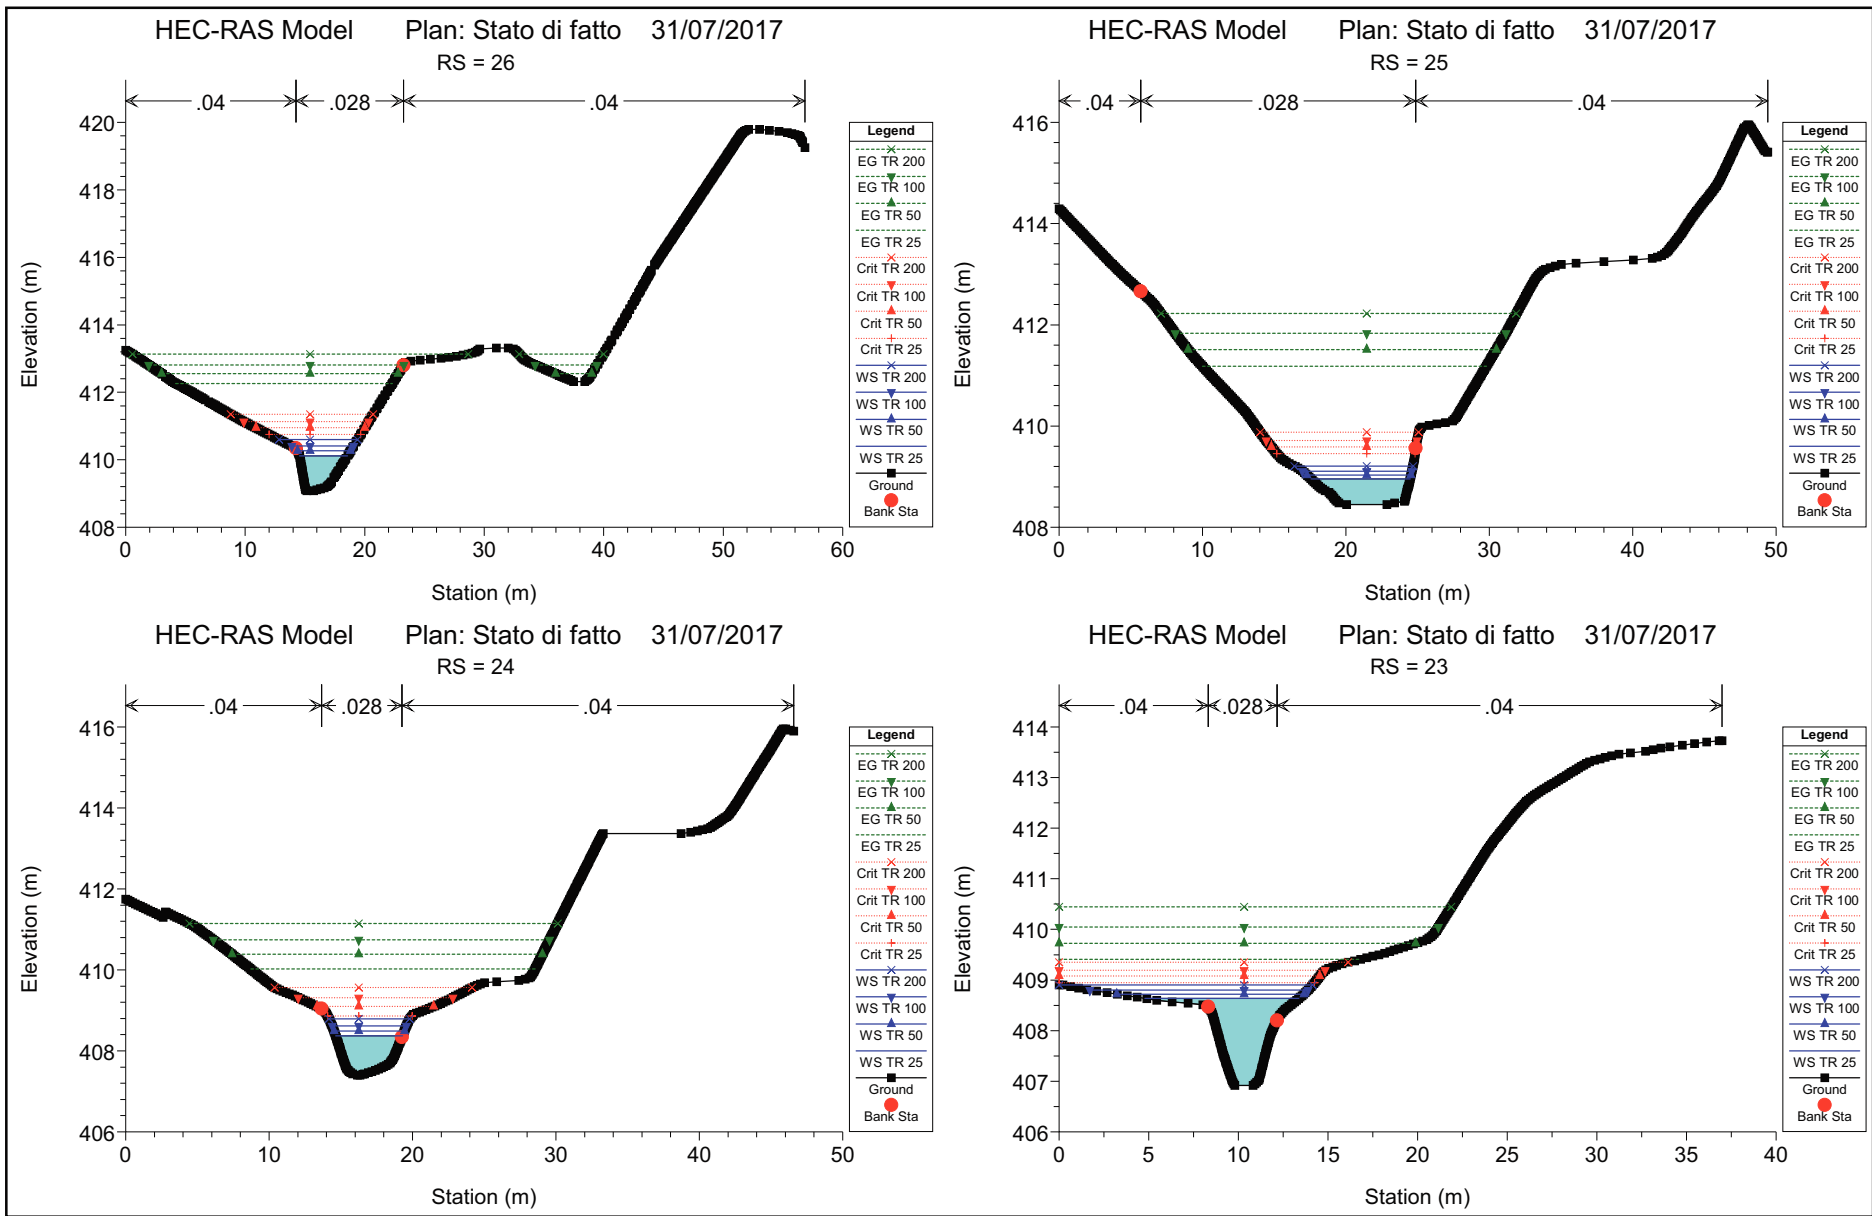 HEC-RAS Model Plan: Stato di fatto 31/07/2017
RS = 26
.04 .028 .04
420
418
416
414
412
410
408
0 10 20 30 40 50 60
Elevation (m)
Station (m)
Legend
EG TR 200
EG TR 100
EG TR 50
EG TR 25
Crit TR 200
Crit TR 100
Crit TR 50
Crit TR 25
WS TR 200
WS TR 100
WS TR 50
WS TR 25
Ground
Bank Sta
HEC-RAS Model Plan: Stato di fatto 31/07/2017
RS = 25
.04 .028 .04
416
414
412
410
408
0 10 20 30 40 50
Elevation (m)
Station (m)
Legend
EG TR 200
EG TR 100
EG TR 50
EG TR 25
Crit TR 200
Crit TR 100
Crit TR 50
Crit TR 25
WS TR 200
WS TR 100
WS TR 50
WS TR 25
Ground
Bank Sta
HEC-RAS Model Plan: Stato di fatto 31/07/2017
RS = 24
.04 .028 .04
416
414
412
410
408
406
0 10 20 30 40 50
Elevation (m)
Station (m)
Legend
EG TR 200
EG TR 100
EG TR 50
EG TR 25
Crit TR 200
Crit TR 100
Crit TR 50
Crit TR 25
WS TR 200
WS TR 100
WS TR 50
WS TR 25
Ground
Bank Sta
HEC-RAS Model Plan: Stato di fatto 31/07/2017
RS = 23
.04 .028 .04
414
413
412
411
410
409
408
407
406
0 5 10 15 20 25 30 35 40
Elevation (m)
Station (m)
Legend
EG TR 200
EG TR 100
EG TR 50
EG TR 25
Crit TR 200
Crit TR 100
Crit TR 50
Crit TR 25
WS TR 200
WS TR 100
WS TR 50
WS TR 25
Ground
Bank Sta